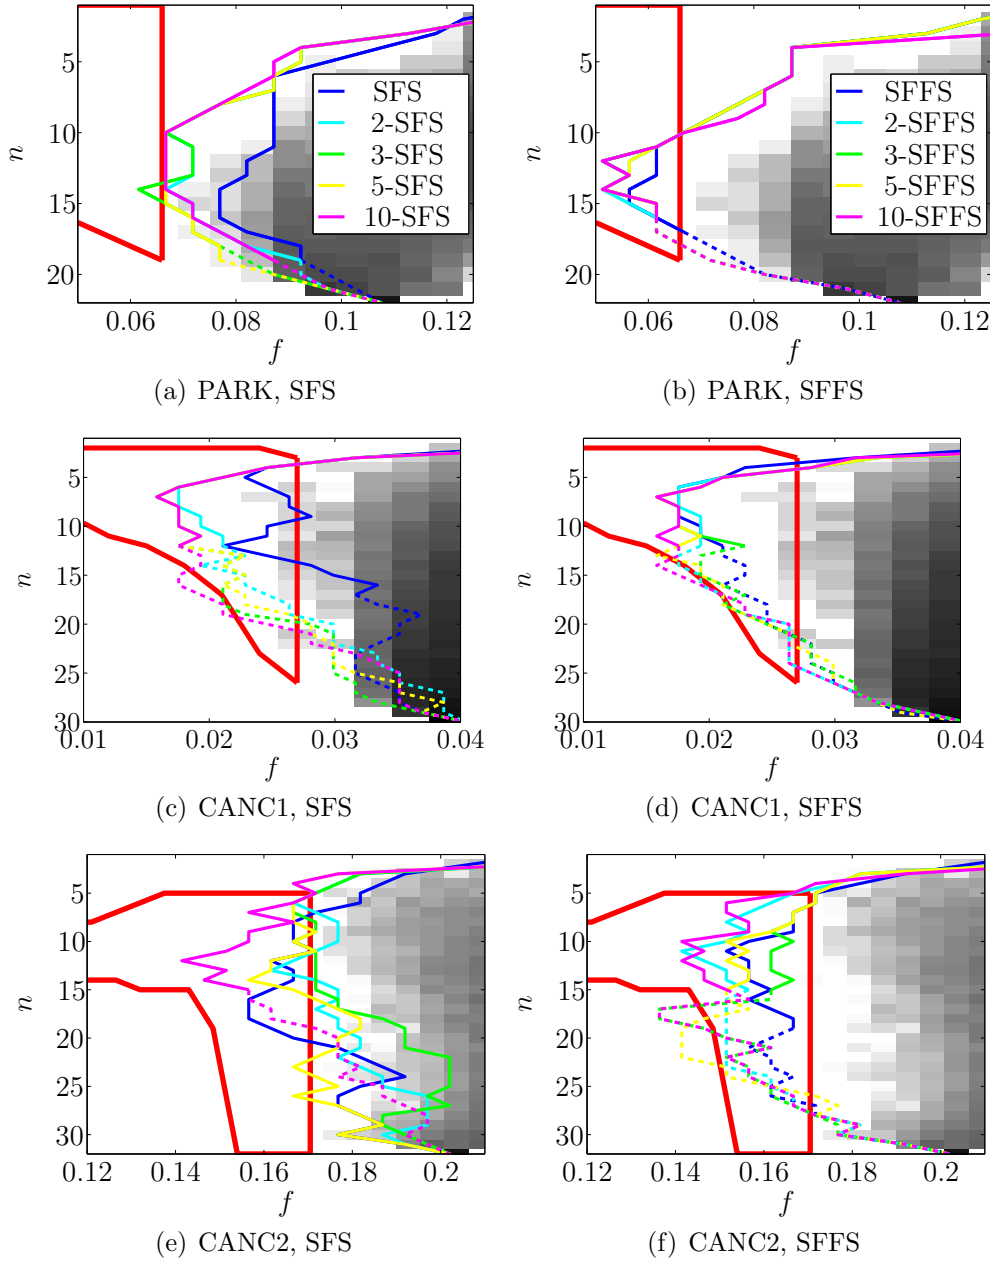 5
10
15
20
n
0.06
0.08
0.1
0.12
f
SFS
2-SFS
3-SFS
5-SFS
10-SFS
(a) PARK, SFS
5
10
15
20
n
0.06
0.08
0.1
0.12
f
SFFS
2-SFFS
3-SFFS
5-SFFS
10-SFFS
(b) PARK, SFFS
5
10
15
20
25
30
n
0.01
0.02
0.03
0.04
f
(c) CANC1, SFS
5
10
15
20
25
30
n
0.01
0.02
0.03
0.04
f
(d) CANC1, SFFS
5
10
15
20
25
30
n
0.12
0.14
0.16
0.18
0.2
f
(e) CANC2, SFS
5
10
15
20
25
30
n
0.12
0.14
0.16
0.18
0.2
f
(f) CANC2, SFFS